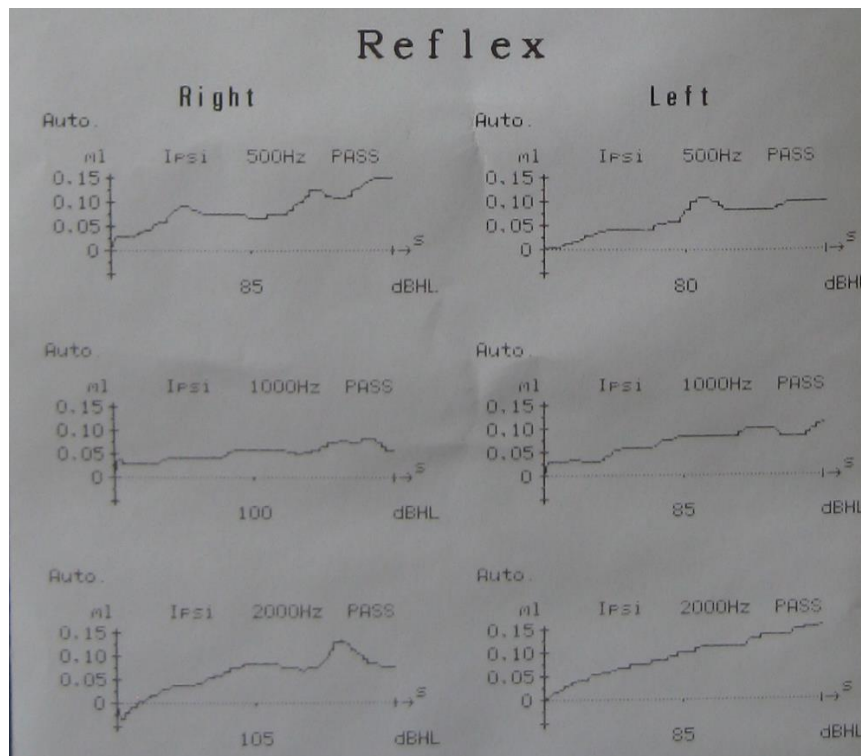 Reflex
Right Left
Auto. Auto.
ml Ipsi 500Hz PASS ml Ipsi 500Hz PASS
0.15 0.15
0.10 0.10
0.05 0.05
0 s 0 s
85 dBHL 80 dBHL
Auto. Auto.
ml Ipsi 1000Hz PASS ml Ipsi 1000Hz PASS
0.15 0.15
0.10 0.10
0.05 0.05
0 s 0 s
100 dBHL 85 dBHL
Auto. Auto.
ml Ipsi 2000Hz PASS ml Ipsi 2000Hz PASS
0.15 0.15
0.10 0.10
0.05 0.05
0 s 0 s
105 dBHL 85 dBHL